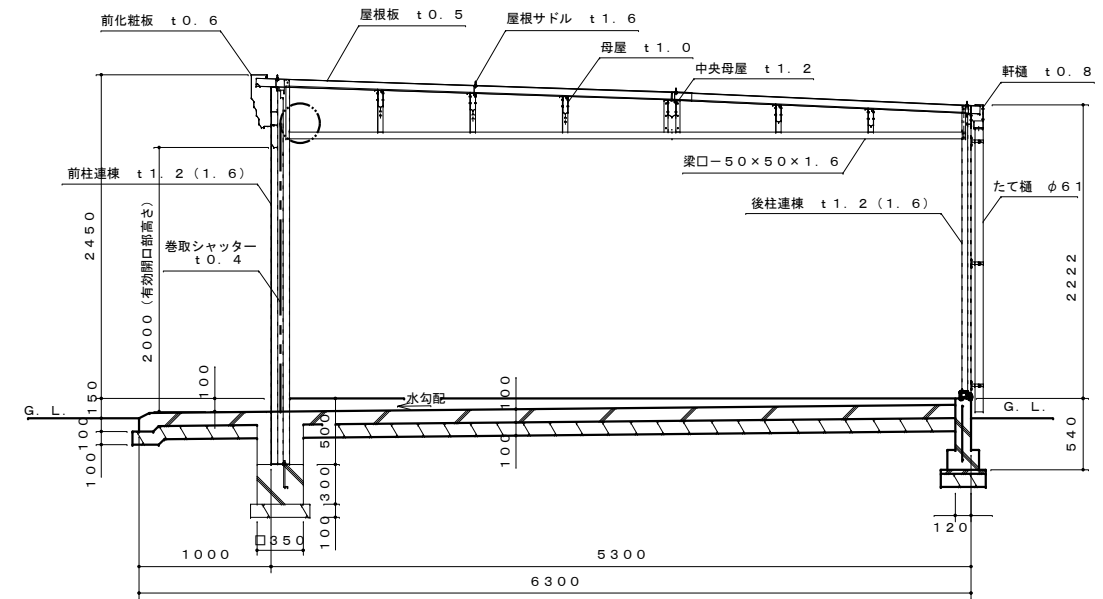 前化粧板 ｔ０．６
屋根板 ｔ０．５
屋根サドル ｔ１．６
母屋 ｔ１．０
中央母屋 ｔ１．２
軒樋 ｔ０．８
梁口－５０×５０×１．６
前柱連棟 ｔ１．２（１．６）
後柱連棟 ｔ１．２（１．６）
たて樋 φ６１
巻取シャッター
ｔ０．４
２４５０
２０００（有効開口部高さ）
２２２２
１５０
１００
１００
１００
Ｇ．Ｌ．
水勾配
１００
１００
Ｇ．Ｌ．
５４０
５００
３００
１００
□３５０
１２０
１０００
５３００
６３００